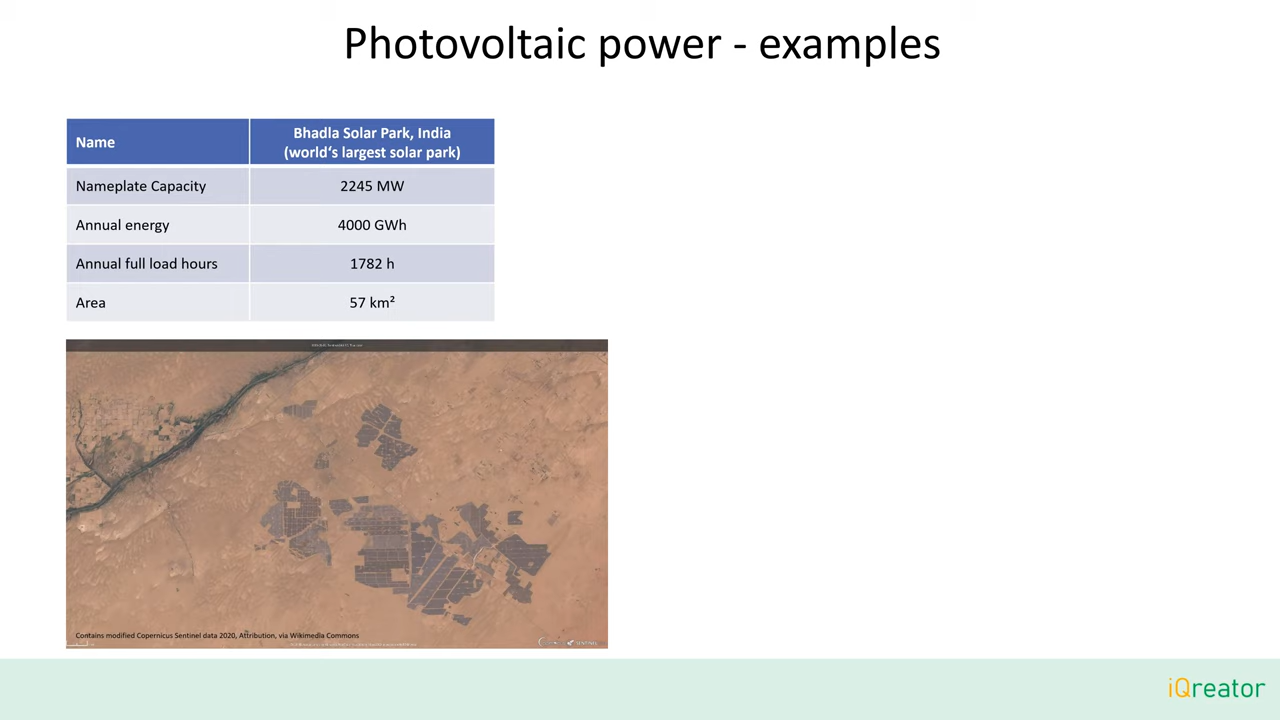 Photovoltaic power - examples
Name
Bhadla Solar Park, India
(world‘s largest solar park)
Nameplate Capacity
2245 MW
Annual energy
4000 GWh
Annual full load hours
1782 h
Area
57 km²
Contains modified Copernicus Sentinel data 2020, Attribution, via Wikimedia Commons
iQreator